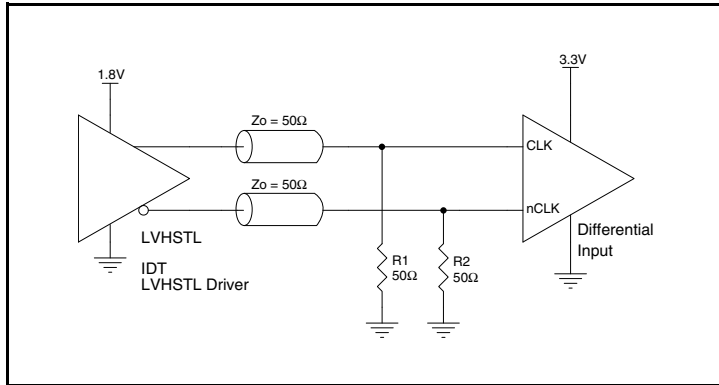 1.8V
3.3V
Zo = 50Ω
CLK
Zo = 50Ω
nCLK
LVHSTL
IDT
LVHSTL Driver
R1
50Ω
R2
50Ω
Differential
Input